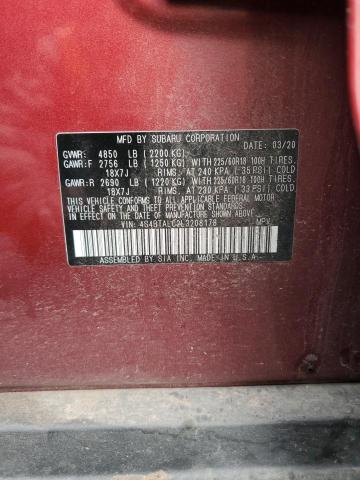 MFD BY SUBARU CORPORATION
DATE: 03/20
GVWR: 4850 LB (2200 KG)
GAWR:F 2756 LB (1250 KG) WITH 225/60R18 100H TIRES,
18X7J RIMS, AT 240 KPA (35 PSI) COLD
GAWR:R 2690 LB (1220 KG) WITH 225/60R18 100H TIRES,
18X7J RIMS, AT 230 KPA (33 PSI) COLD
THIS VEHICLE CONFORMS TO ALL APPLICABLE FEDERAL MOTOR
VEHICLE SAFETY, BUMPER, AND THEFT
PREVENTION STANDARDS IN EFFECT ON THE DATE OF
MANUFACTURE SHOWN ABOVE.
VIN: 4S4BTALC2L3208178 MPV
ASSEMBLED BY SIA INC, MADE IN U.S.A.